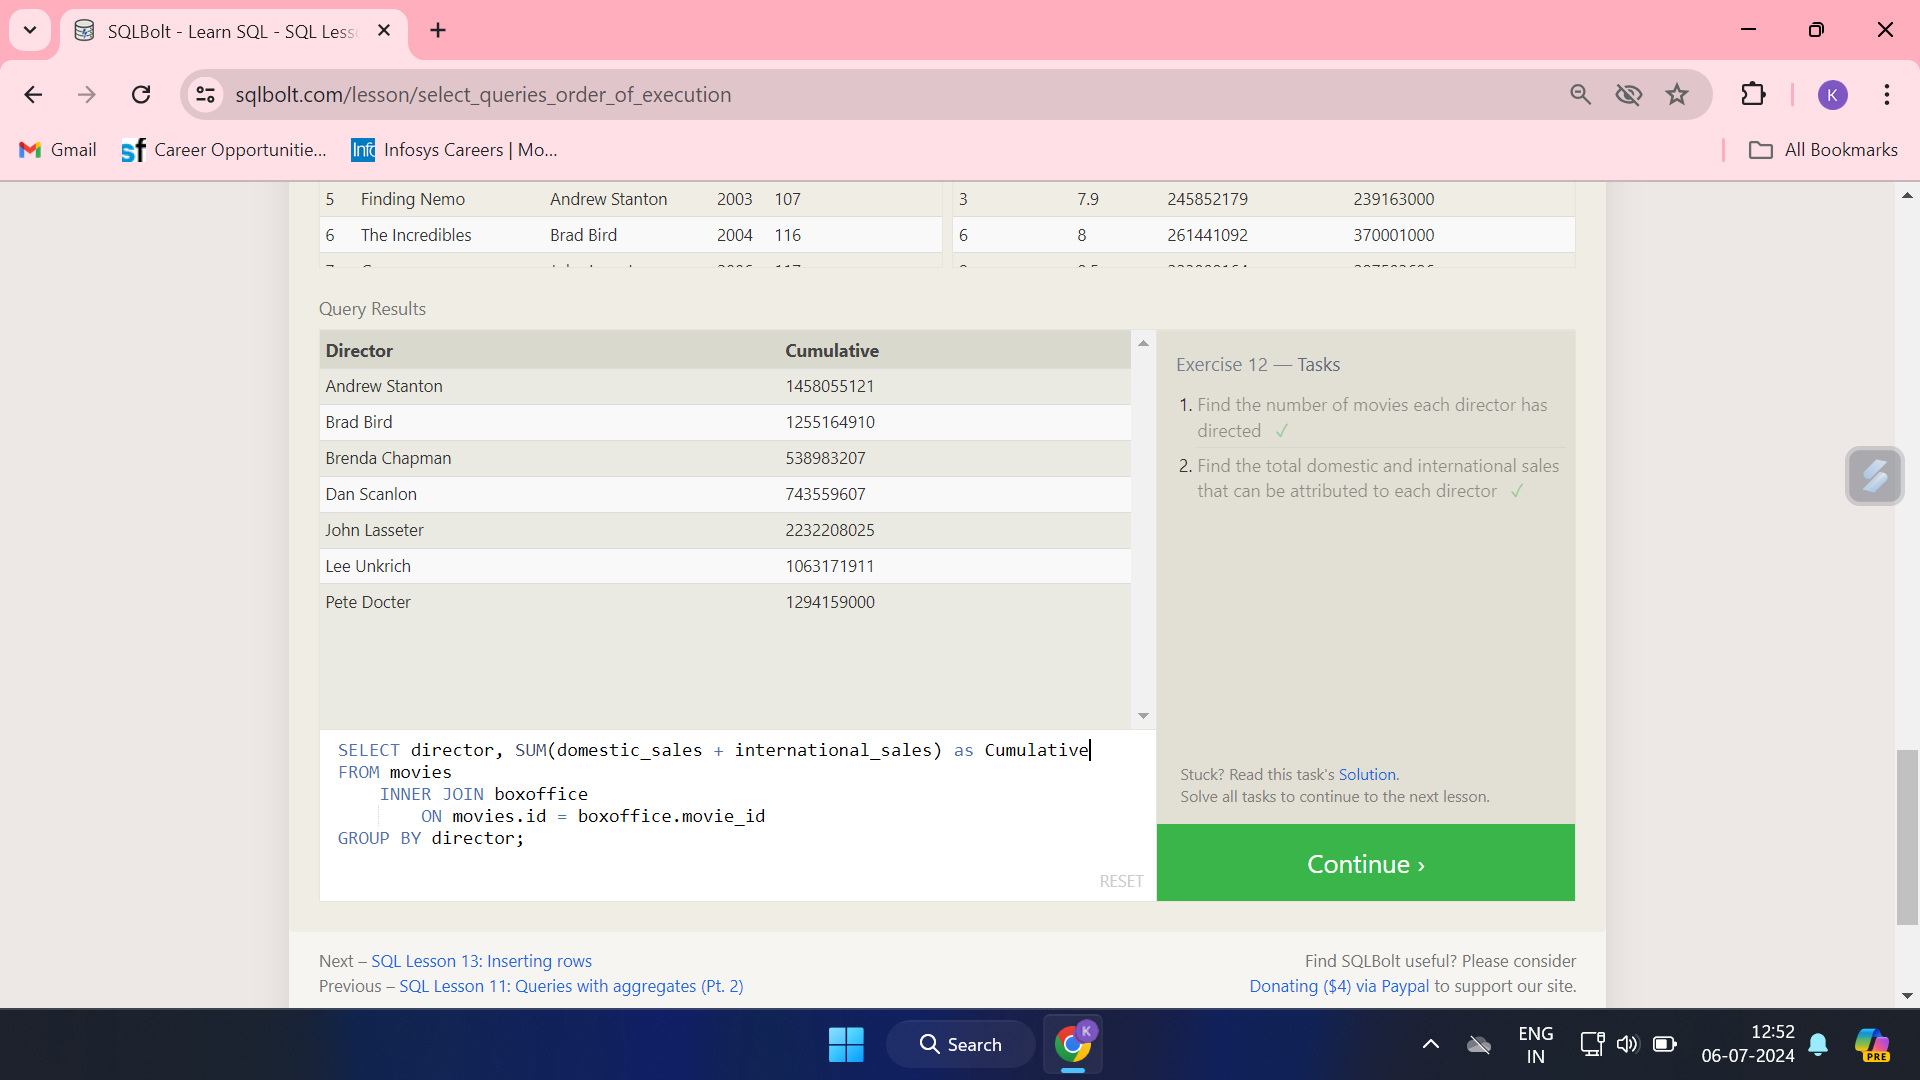 SQLBolt - Learn SQL - SQL Less
sqlbolt.com/lesson/select_queries_order_of_execution
K
Gmail
Career Opportunitie...
Infosys Careers | Mo...
All Bookmarks
5 Finding Nemo Andrew Stanton 2003 107
3 7.9 245852179 239163000
6 The Incredibles Brad Bird 2004 116
6 8 261441092 370001000
Query Results
Director Cumulative
Andrew Stanton 1458055121
Brad Bird 1255164910
Brenda Chapman 538983207
Dan Scanlon 743559607
John Lasseter 2232208025
Lee Unkrich 1063171911
Pete Docter 1294159000
Exercise 12 — Tasks
1. Find the number of movies each director has
directed ✓
2. Find the total domestic and international sales
that can be attributed to each director ✓
SELECT director, SUM(domestic_sales + international_sales) as Cumulative
FROM movies
INNER JOIN boxoffice
ON movies.id = boxoffice.movie_id
GROUP BY director;
RESET
Stuck? Read this task's Solution.
Solve all tasks to continue to the next lesson.
Continue ›
Next – SQL Lesson 13: Inserting rows
Previous – SQL Lesson 11: Queries with aggregates (Pt. 2)
Find SQLBolt useful? Please consider
Donating ($4) via Paypal to support our site.
Search
K
ENG
IN
12:52
06-07-2024
PRE